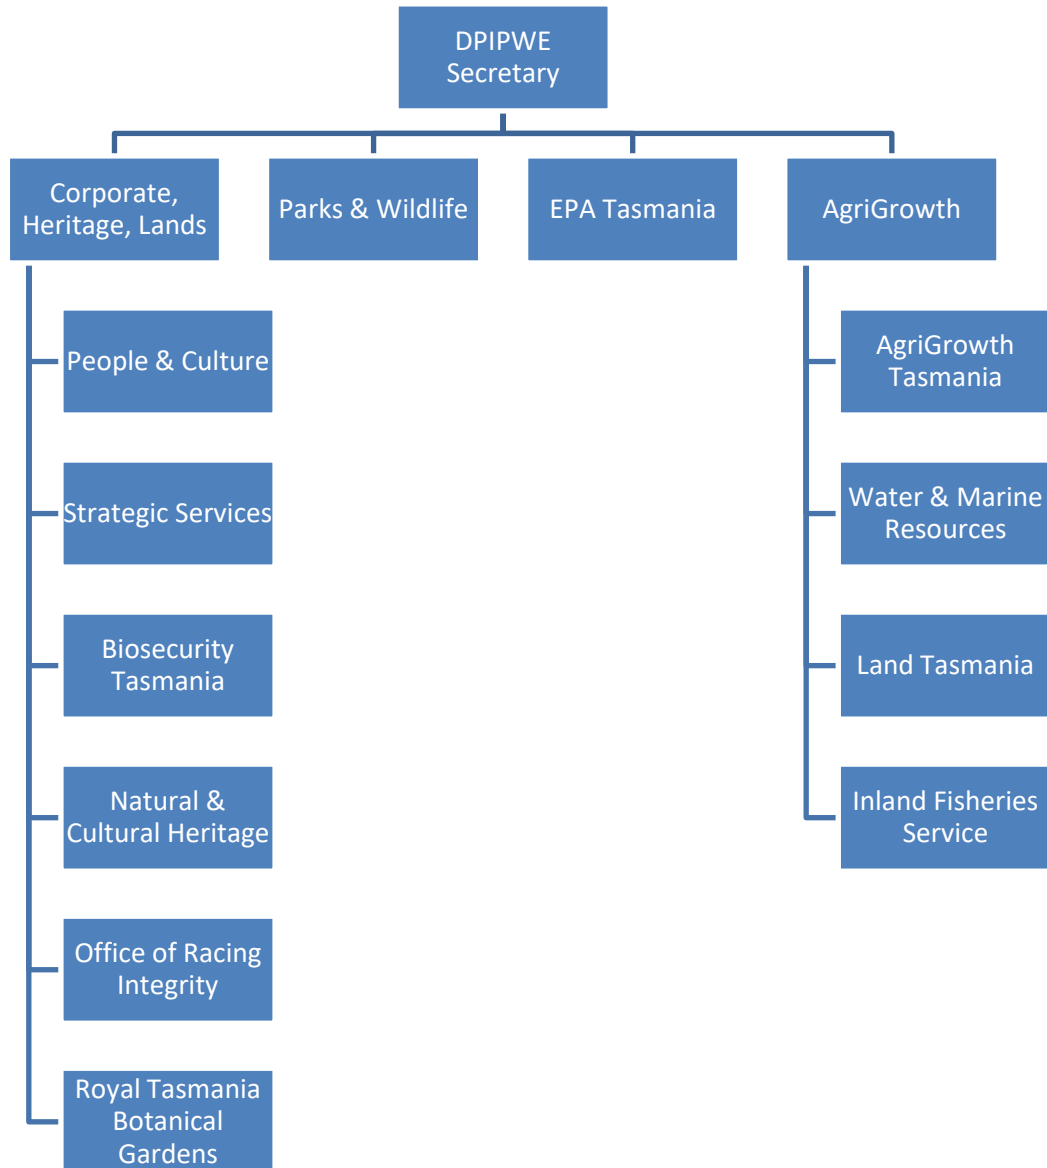 DPIPWE
Secretary
Corporate,
Heritage, Lands
Parks & Wildlife
EPA Tasmania
AgriGrowth
People & Culture
Strategic Services
Biosecurity
Tasmania
Natural &
Cultural Heritage
Office of Racing
Integrity
Royal Tasmania
Botanical
Gardens
AgriGrowth
Tasmania
Water & Marine
Resources
Land Tasmania
Inland Fisheries
Service